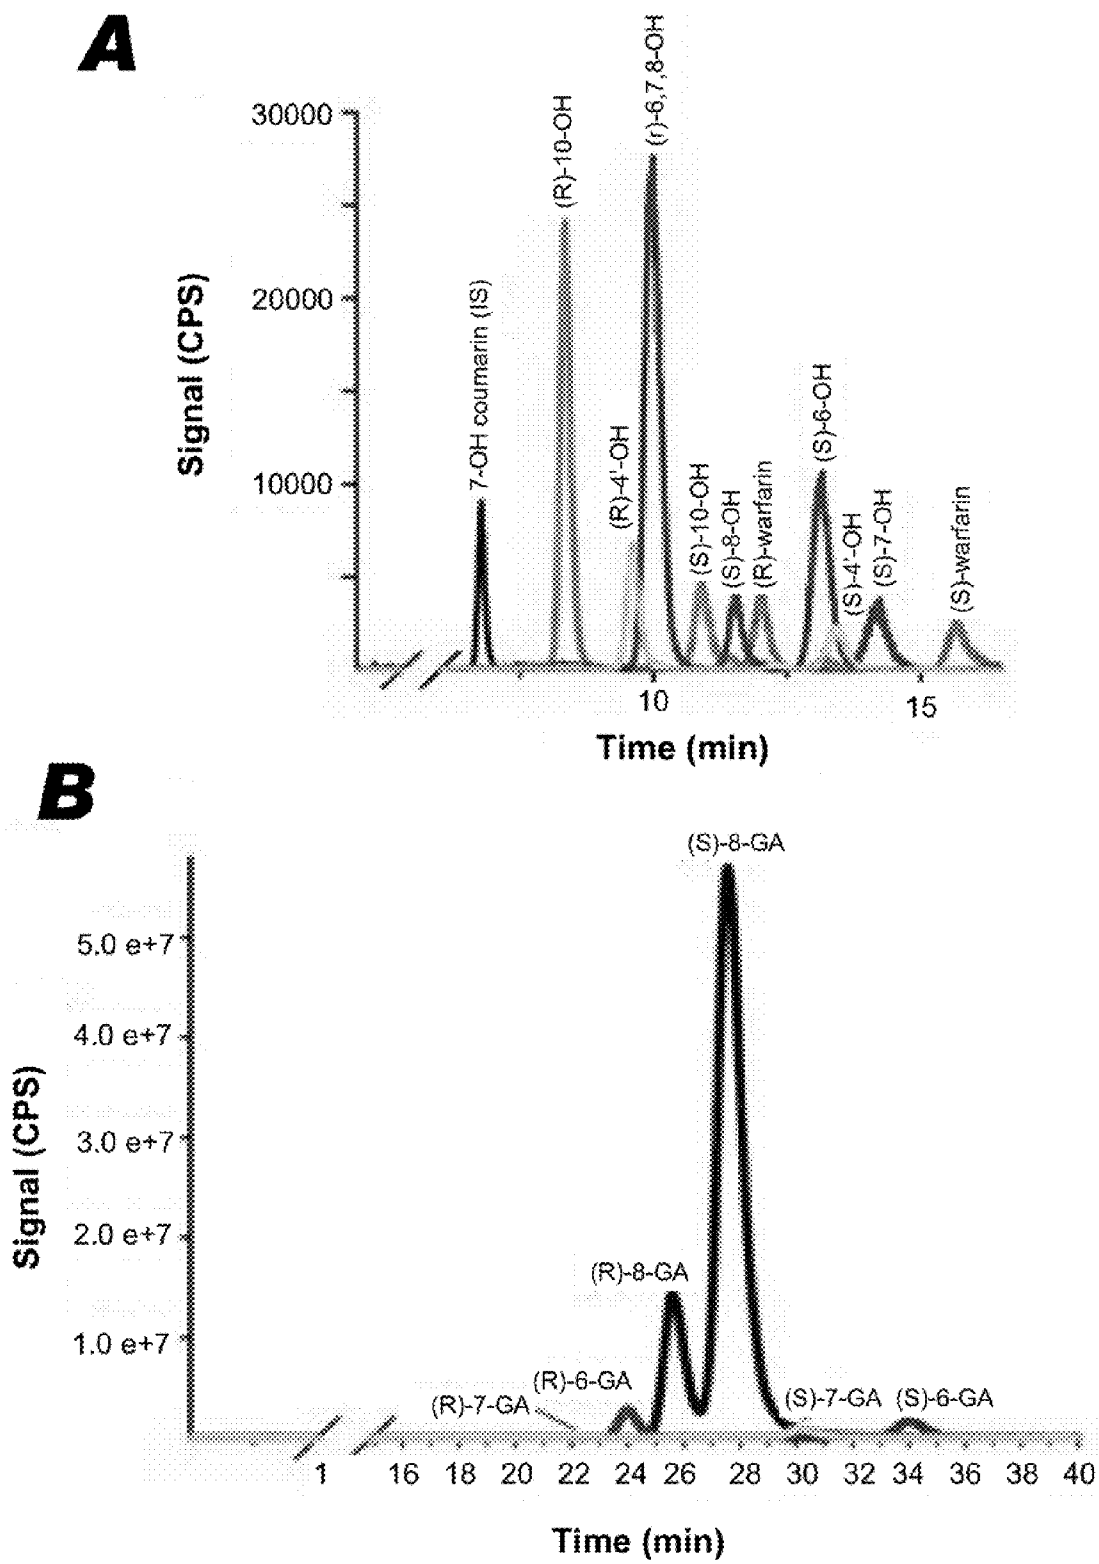 A
30000
20000
10000
Signal (CPS)
7-OH coumarin (IS)
(R)-10-OH
(R)-4'-OH
(r)-6,7,8-OH
(S)-10-OH
(S)-8-OH
(R)-warfarin
(S)-6-OH
(S)-4'-OH
(S)-7-OH
(S)-warfarin
10
15
Time (min)
B
(S)-8-GA
5.0 e+7
4.0 e+7
3.0 e+7
2.0 e+7
1.0 e+7
Signal (CPS)
(R)-8-GA
(R)-6-GA
(R)-7-GA
(S)-7-GA
(S)-6-GA
1 16 18 20 22 24 26 28 30 32 34 36 38 40
Time (min)